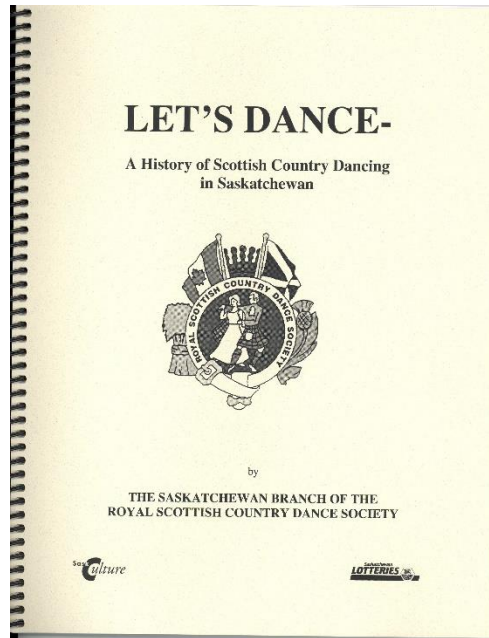 LET'S DANCE-
A History of Scottish Country Dancing
in Saskatchewan
ROYAL SCOTTISH COUNTRY DANCE SOCIETY
by
THE SASKATCHEWAN BRANCH OF THE
ROYAL SCOTTISH COUNTRY DANCE SOCIETY
SaskCulture
Saskatchewan
LOTTERIES